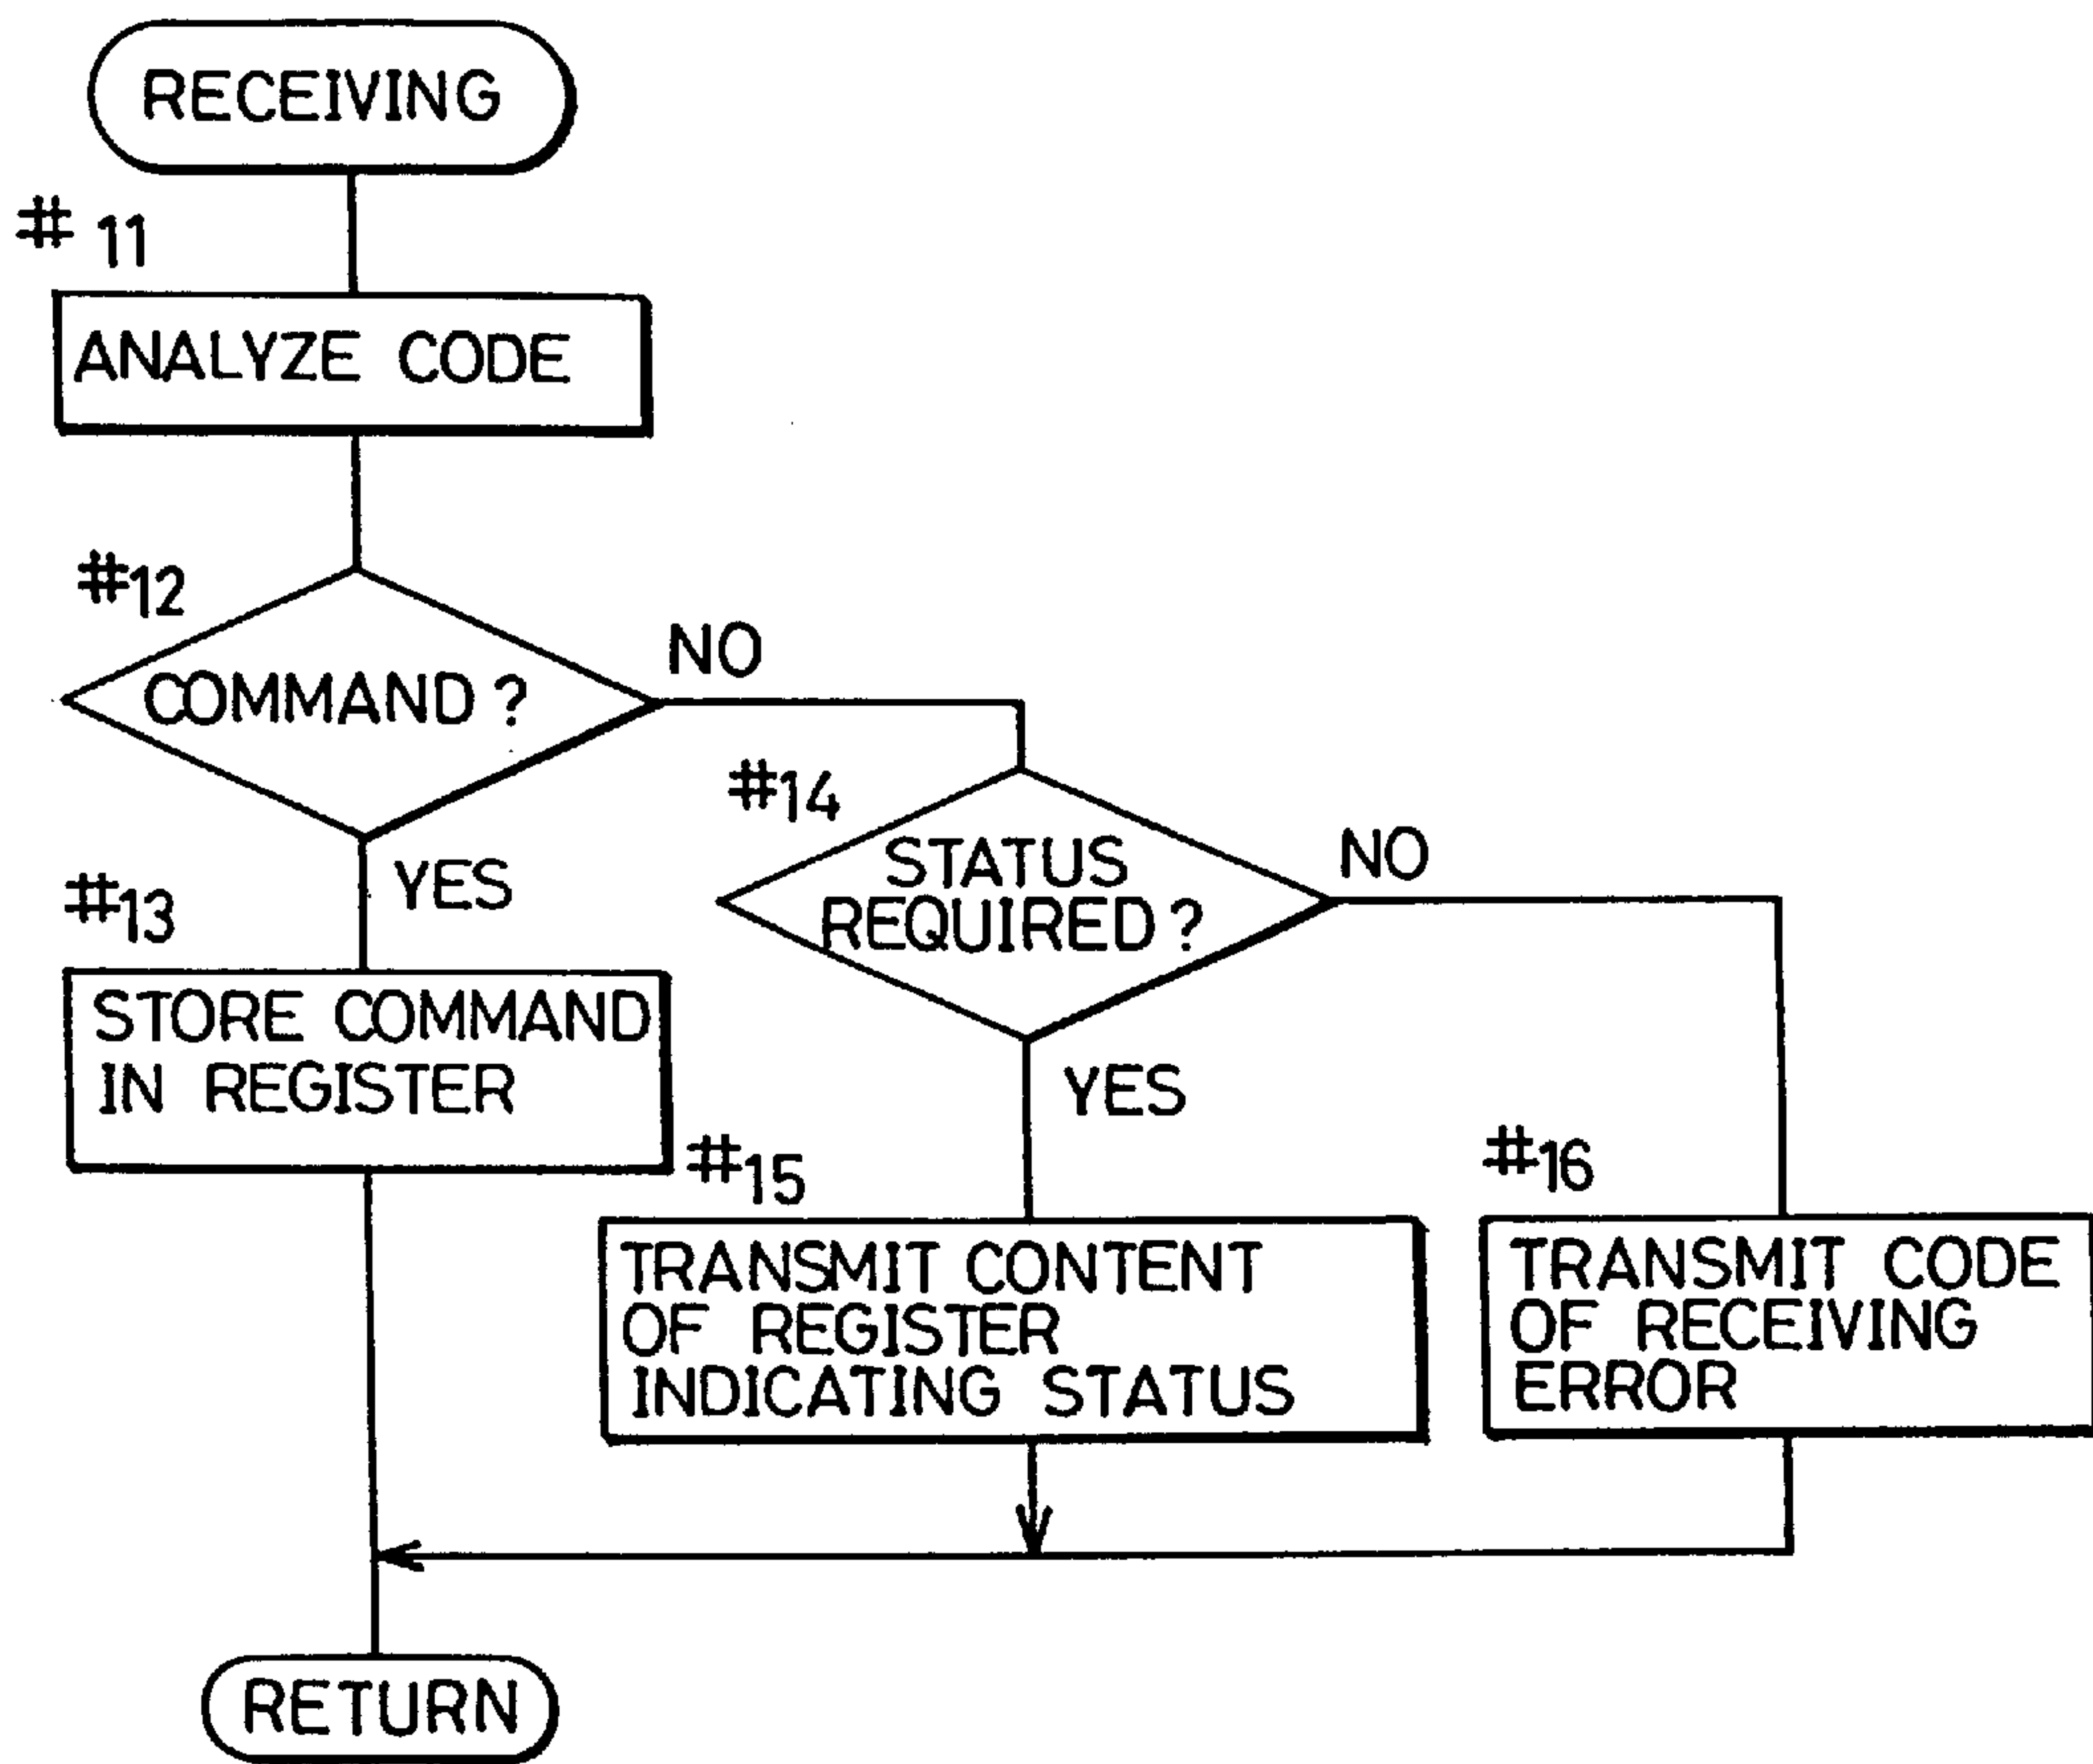 RECEIVING
# 11
ANALYZE CODE
#12
COMMAND ?
NO
YES
#13
STORE COMMAND
IN REGISTER
#14
STATUS
REQUIRED ?
NO
YES
#15
TRANSMIT CONTENT
OF REGISTER
INDICATING STATUS
#16
TRANSMIT CODE
OF RECEIVING
ERROR
RETURN